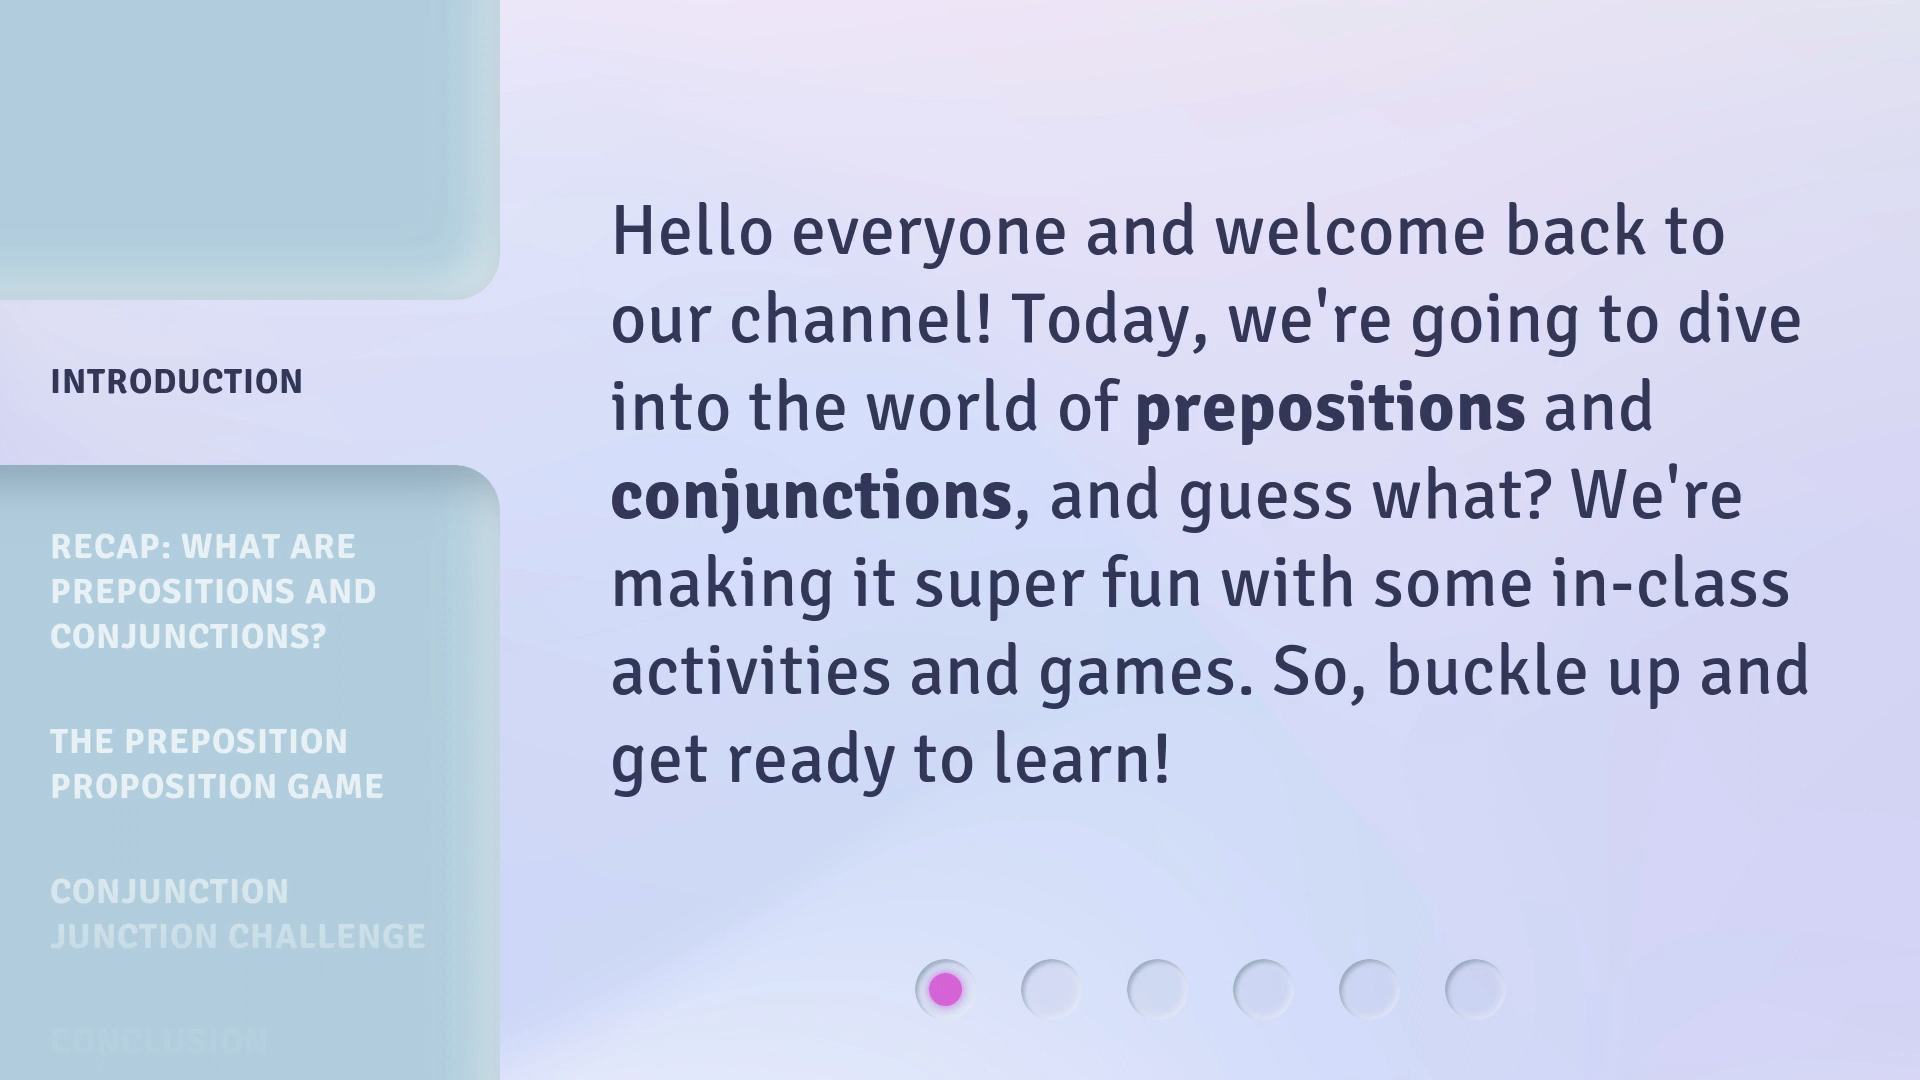 INTRODUCTION
RECAP: WHAT ARE
PREPOSITIONS AND
CONJUNCTIONS?
THE PREPOSITION
PROPOSITION GAME
CONJUNCTION
JUNCTION CHALLENGE
CONCLUSION
Hello everyone and welcome back to
our channel! Today, we're going to dive
into the world of prepositions and
conjunctions, and guess what? We're
making it super fun with some in-class
activities and games. So, buckle up and
get ready to learn!